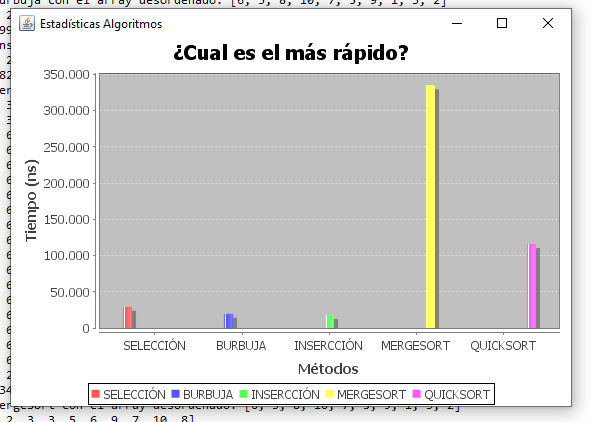 Burbuja con el array desordenado: [6, 3, 8, 10, 7, 5, 9, 1, 3, 2]
Estadísticas Algoritmos
¿Cual es el más rápido?
350.000
300.000
250.000
200.000
150.000
100.000
50.000
0
Tiempo (ns)
SELECCIÓN BURBUJA INSERCCIÓN MERGESORT QUICKSORT
Métodos
SELECCIÓN BURBUJA INSERCCIÓN MERGESORT QUICKSORT